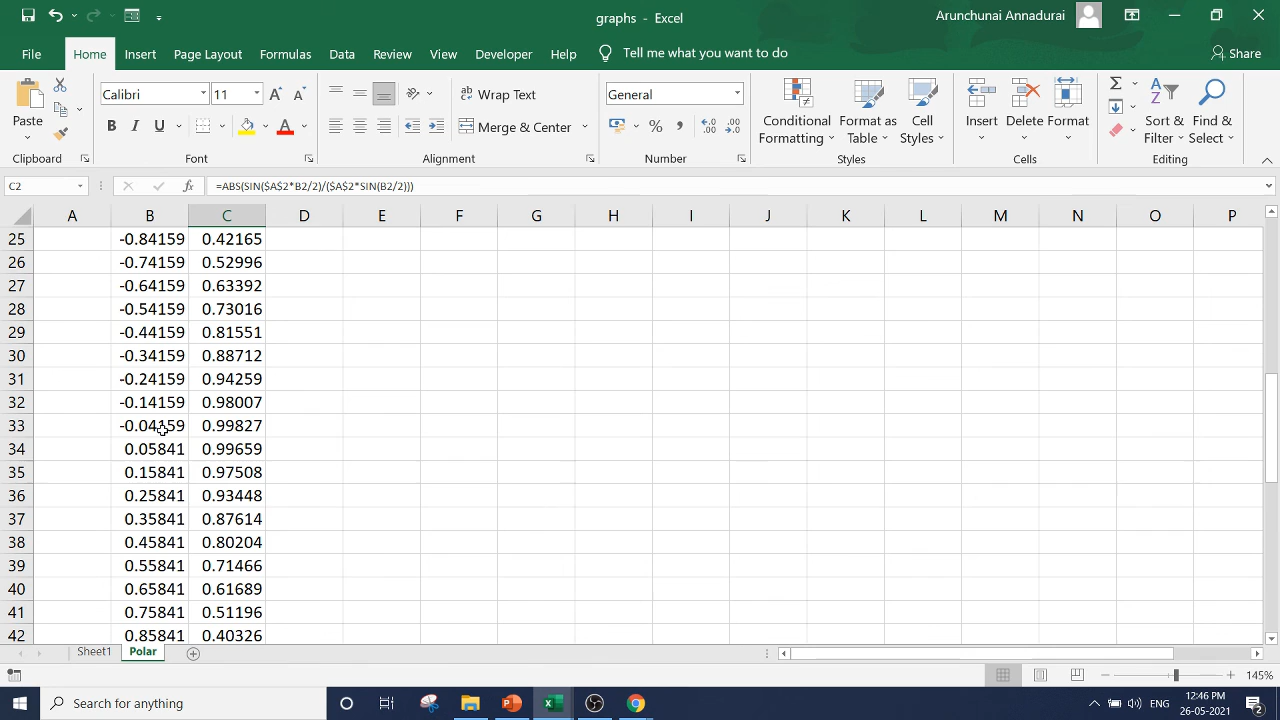 graphs - Excel
Arunchunai Annadurai
File Home Insert Page Layout Formulas Data Review View Developer Help Tell me what you want to do Share
Paste
Clipboard
Calibri 11
B I U A
Font
Wrap Text
Merge & Center
Alignment
General
% ,
Number
Conditional Formatting
Format as Table
Cell Styles
Styles
Insert Delete Format
Cells
Sort & Filter
Find & Select
Editing
C2 fx =ABS(SIN($A$2*B2/2)/($A$2*SIN(B2/2)))
A B C D E F G H I J K L M N O P
25 -0.84159 0.42165
26 -0.74159 0.52996
27 -0.64159 0.63392
28 -0.54159 0.73016
29 -0.44159 0.81551
30 -0.34159 0.88712
31 -0.24159 0.94259
32 -0.14159 0.98007
33 -0.04159 0.99827
34 0.05841 0.99659
35 0.15841 0.97508
36 0.25841 0.93448
37 0.35841 0.87614
38 0.45841 0.80204
39 0.55841 0.71466
40 0.65841 0.61689
41 0.75841 0.51196
42 0.85841 0.40326
Sheet1 Polar
145%
Search for anything
ENG
12:46 PM
26-05-2021
2